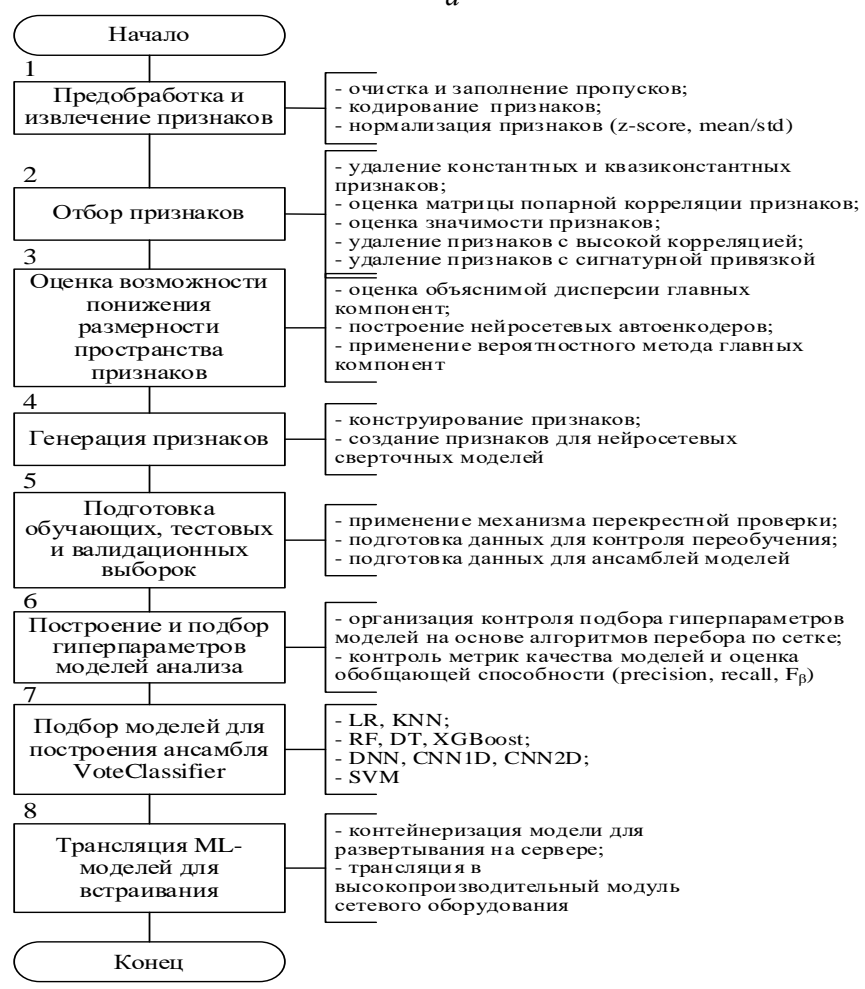 a
Начало
1
Предобработка и
извлечение признаков
- очистка и заполнение пропусков;
- кодирование признаков;
- нормализация признаков (z-score, mean/std)
2
Отбор признаков
- удаление константных и квазиконстантных
признаков;
- оценка матрицы попарной корреляции признаков;
- оценка значимости признаков;
- удаление признаков с высокой корреляцией;
- удаление признаков с сигнатурной привязкой
3
Оценка возможности
понижения
размерности
пространства
признаков
- оценка объяснимой дисперсии главных
компонент;
- построение нейросетевых автоенкодеров;
- применение вероятностного метода главных
компонент
4
Генерация признаков
- конструирование признаков;
- создание признаков для нейросетевых
сверточных моделей
5
Подготовка
обучающих, тестовых
и валидационных
выборок
- применение механизма перекрестной проверки;
- подготовка данных для контроля переобучения;
- подготовка данных для ансамблей моделей
6
Построение и подбор
гиперпараметров
моделей анализа
- организация контроля подбора гиперпараметров
моделей на основе алгоритмов перебора по сетке;
- контроль метрик качества моделей и оценка
обобщающей способности (precision, recall, Fβ)
7
Подбор моделей для
построения ансамбля
VoteClassifier
- LR, KNN;
- RF, DT, XGBoost;
- DNN, CNN1D, CNN2D;
- SVM
8
Трансляция ML-
моделей для
встраивания
- контейнеризация модели для
развертывания на сервере;
- трансляция в
высокопроизводительный модуль
сетевого оборудования
Конец